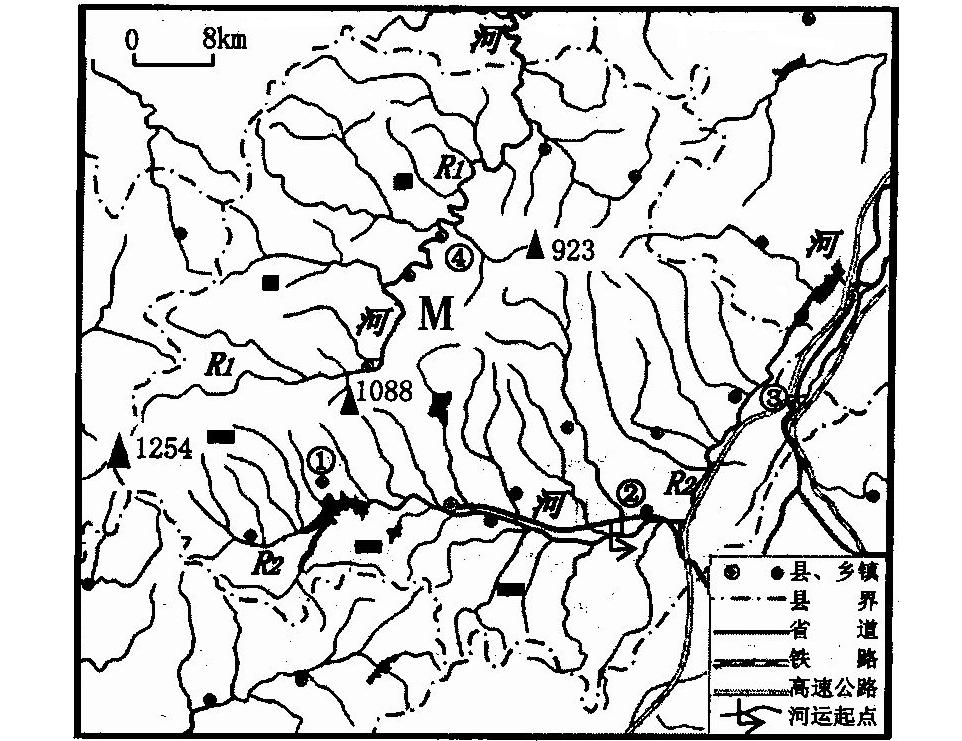 0 8km
河
R1
923
④
河
M
河
R1
1088
③
1254
①
②
R2
河
R2
县、乡镇
县 界
省 道
铁 路
高速公路
河运起点